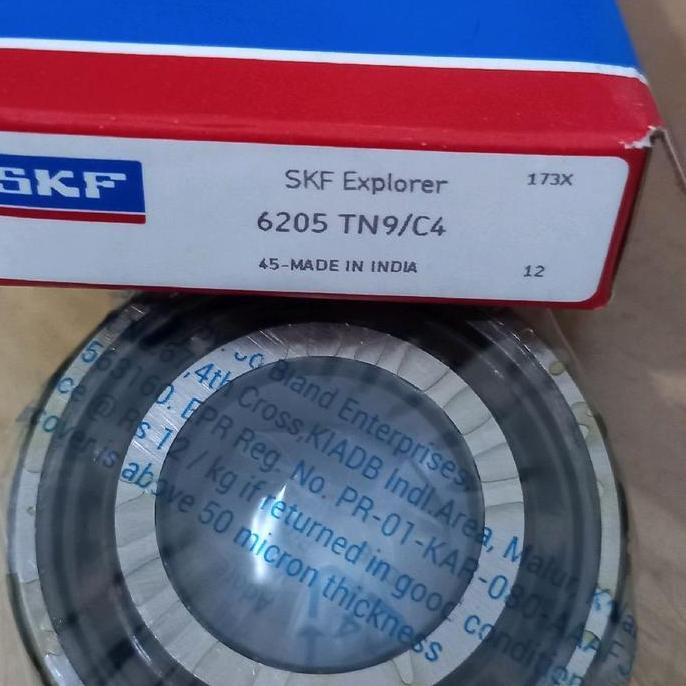 SKF
SKF Explorer
173X
6205 TN9/C4
45-MADE IN INDIA
12
Bland Enterprises
4th Cross,KIADB Indl.Area, Malur,
563160. EPR Reg. No. PR-01-KAR-080-AAAF
@ Rs 12 / kg if returned in good condition
cover is above 50 micron thickness